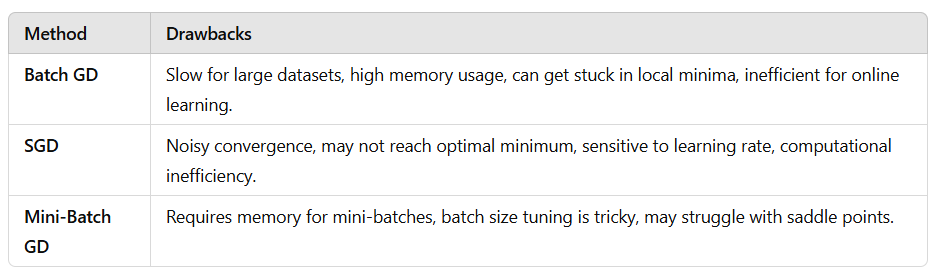 Method Drawbacks
Batch GD Slow for large datasets, high memory usage, can get stuck in local minima, inefficient for online
learning.
SGD Noisy convergence, may not reach optimal minimum, sensitive to learning rate, computational
inefficiency.
Mini-Batch Requires memory for mini-batches, batch size tuning is tricky, may struggle with saddle points.
GD